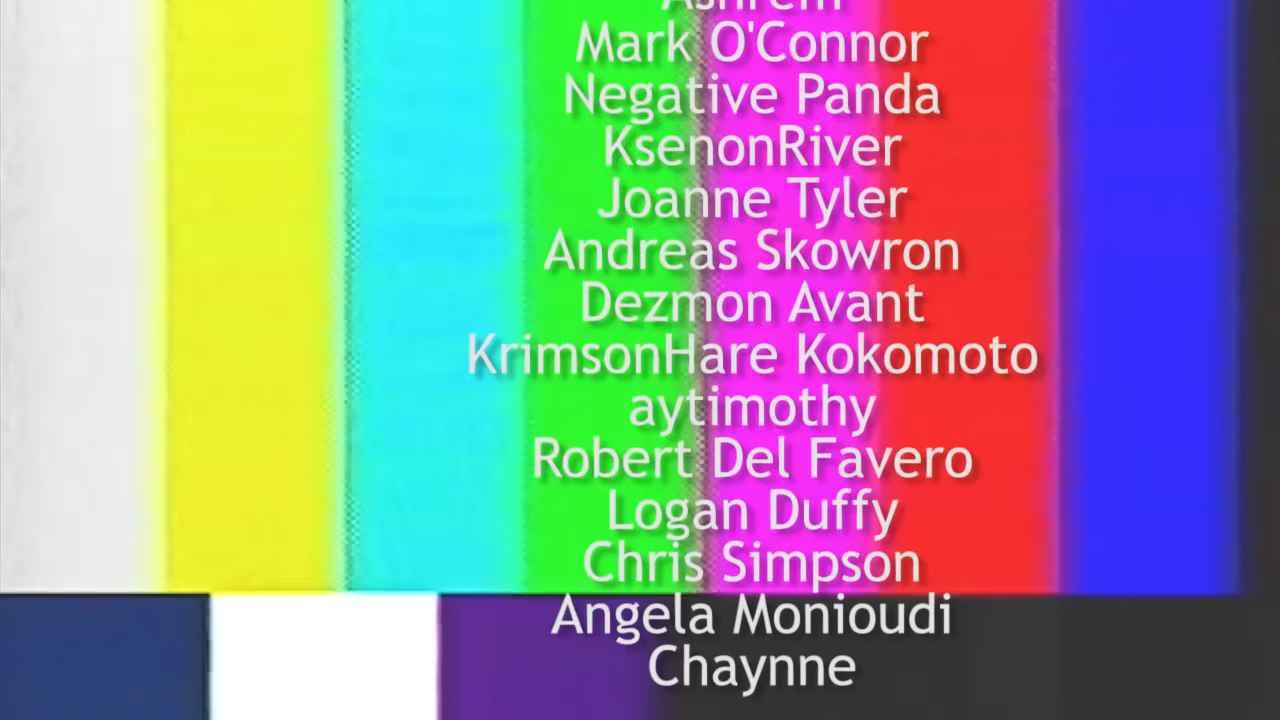 Mark O'Connor
Negative Panda
KsenonRiver
Joanne Tyler
Andreas Skowron
Dezmon Avant
KrimsonHare Kokomoto
aytimothy
Robert Del Favero
Logan Duffy
Chris Simpson
Angela Monioudi
Chaynne